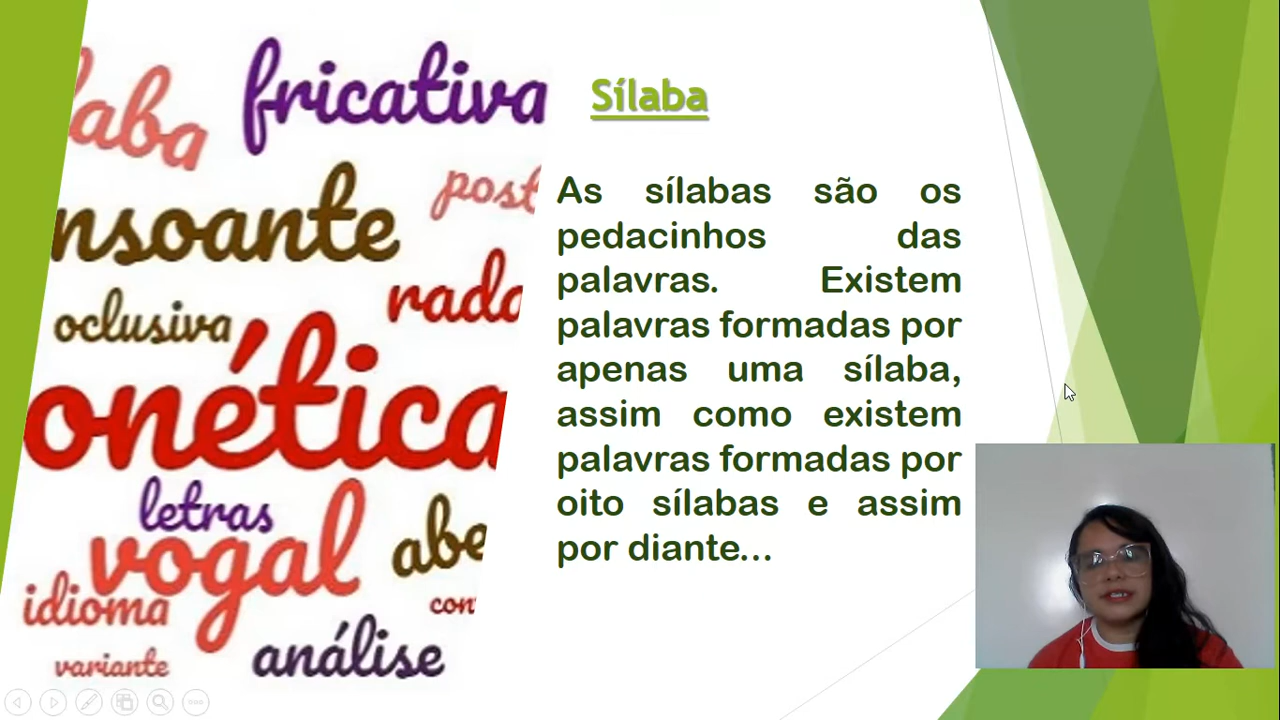 laba
fricativa
nsoante
post
oclusiva
rada
onética
letras
vogal
abe
idioma
con
variante
análise
Sílaba
As sílabas são os
pedacinhos das
palavras. Existem
palavras formadas por
apenas uma sílaba,
assim como existem
palavras formadas por
oito sílabas e assim
por diante...